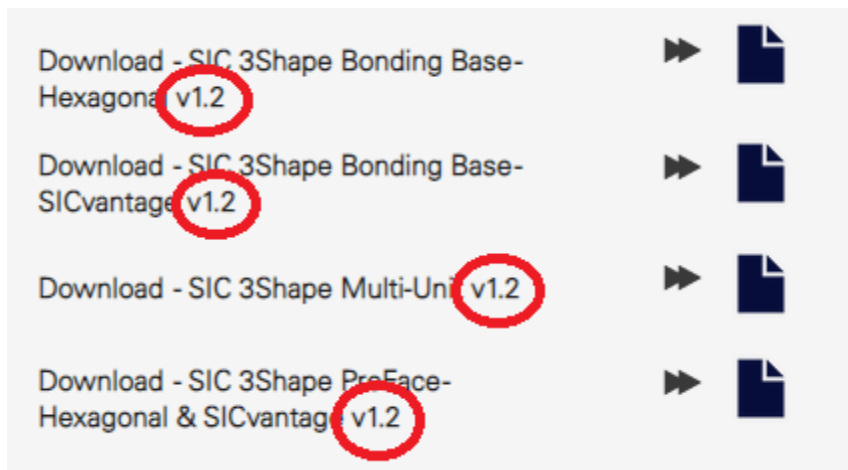 Download - SIC 3Shape Bonding Base-
Hexagonal v1.2
Download - SIC 3Shape Bonding Base-
SICvantage v1.2
Download - SIC 3Shape Multi-Unit v1.2
Download - SIC 3Shape PreFace-
Hexagonal & SICvantage v1.2